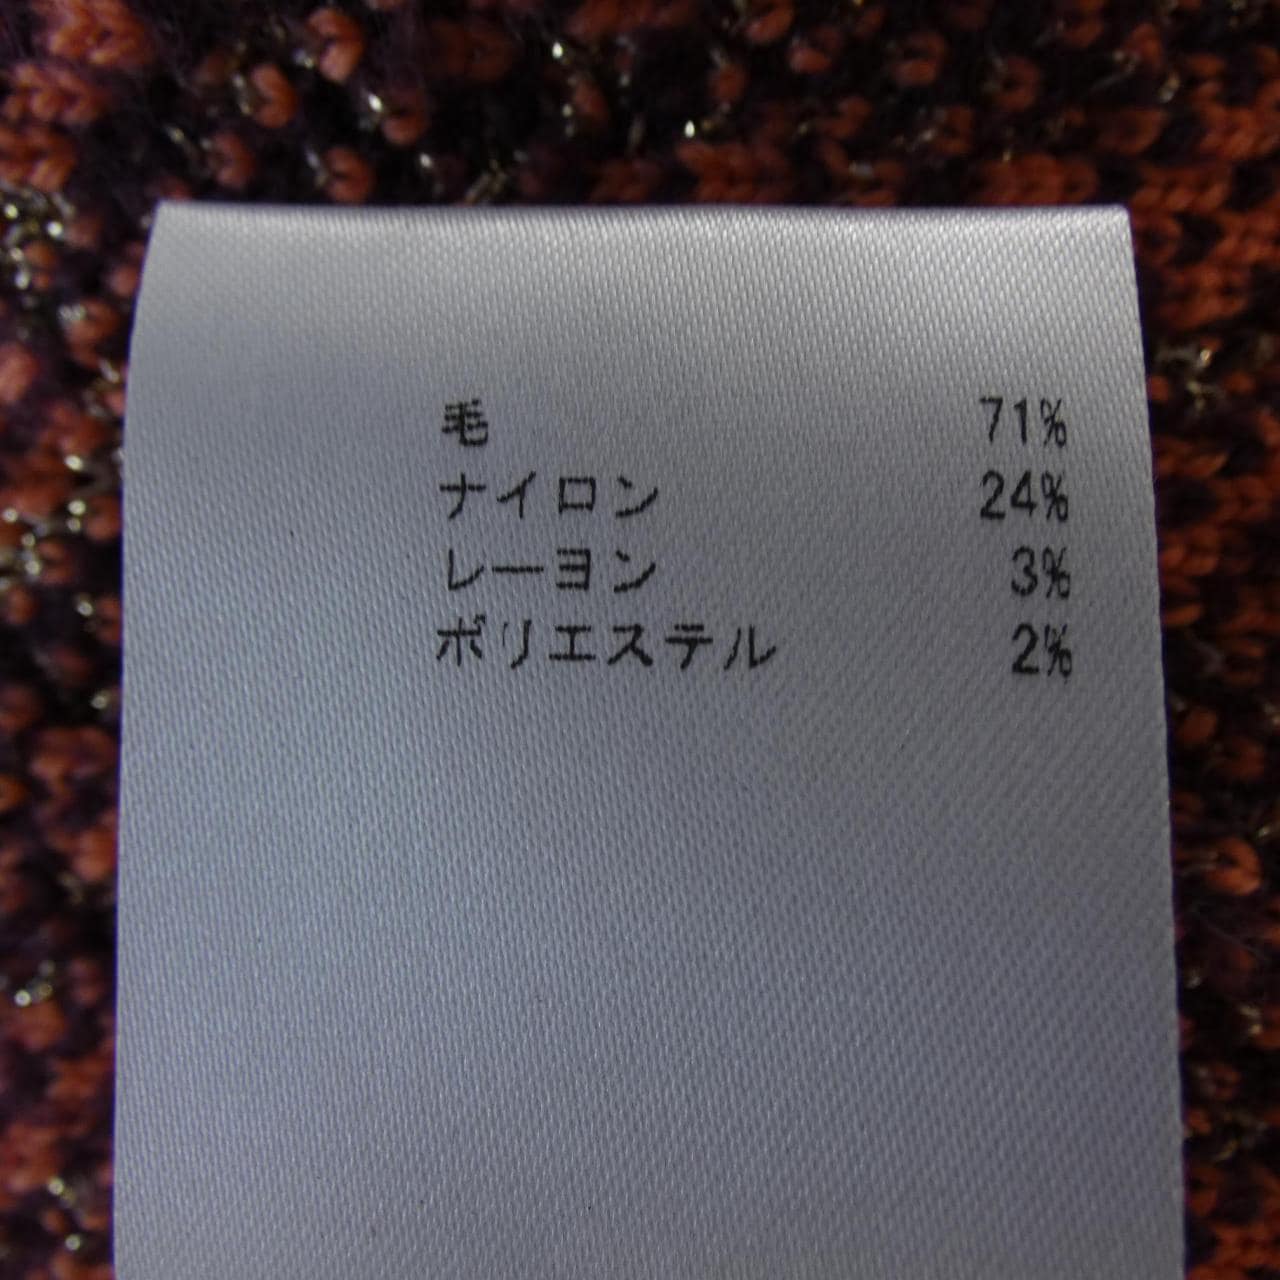 毛 71%
ナイロン 24%
レーヨン 3%
ポリエステル 2%